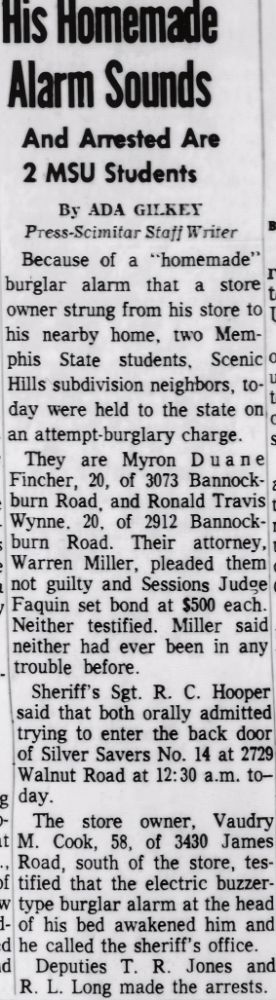 His Homemade
Alarm Sounds
And Arrested Are
2 MSU Students
By ADA GILKEY
Press-Scimitar Staff Writer
Because of a "homemade"
burglar alarm that a store
owner strung from his store to
his nearby home, two Mem-
phis State students, Scenic
Hills subdivision neighbors, to-
day were held to the state on
an attempt-burglary charge.
They are Myron Duane
Fincher, 20, of 3073 Bannock-
burn Road, and Ronald Travis
Wynne. 20, of 2912 Bannock-
burn Road. Their attorney,
Warren Miller, pleaded them
not guilty and Sessions Judge
Faquin set bond at $500 each.
Neither testified. Miller said
neither had ever been in any
trouble before.
Sheriff's Sgt. R. C. Hooper
said that both orally admitted
trying to enter the back door
of Silver Savers No. 14 at 2729
Walnut Road at 12:30 a.m. to-
day.
The store owner, Vaudry
M. Cook, 58, of 3430 James
Road, south of the store, tes-
tified that the electric buzzer-
type burglar alarm at the head
of his bed awakened him and
he called the sheriff's office.
Deputies T. R. Jones and
R. L. Long made the arrests.